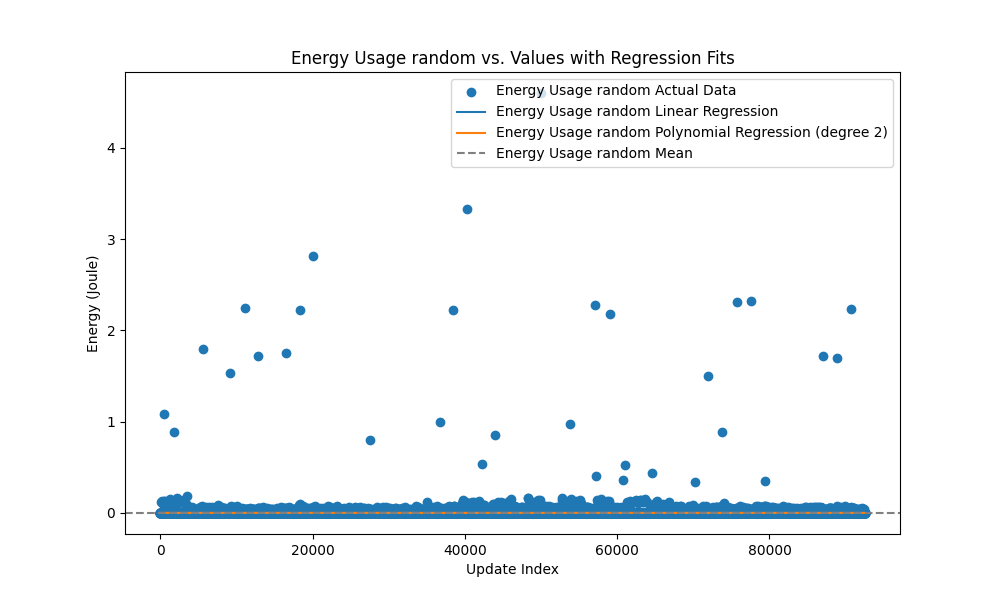 Energy Usage random vs. Values with Regression Fits
Energy Usage random Actual Data
Energy Usage random Linear Regression
Energy Usage random Polynomial Regression (degree 2)
Energy Usage random Mean
Energy (Joule)
4
3
2
1
0
0 20000 40000 60000 80000
Update Index